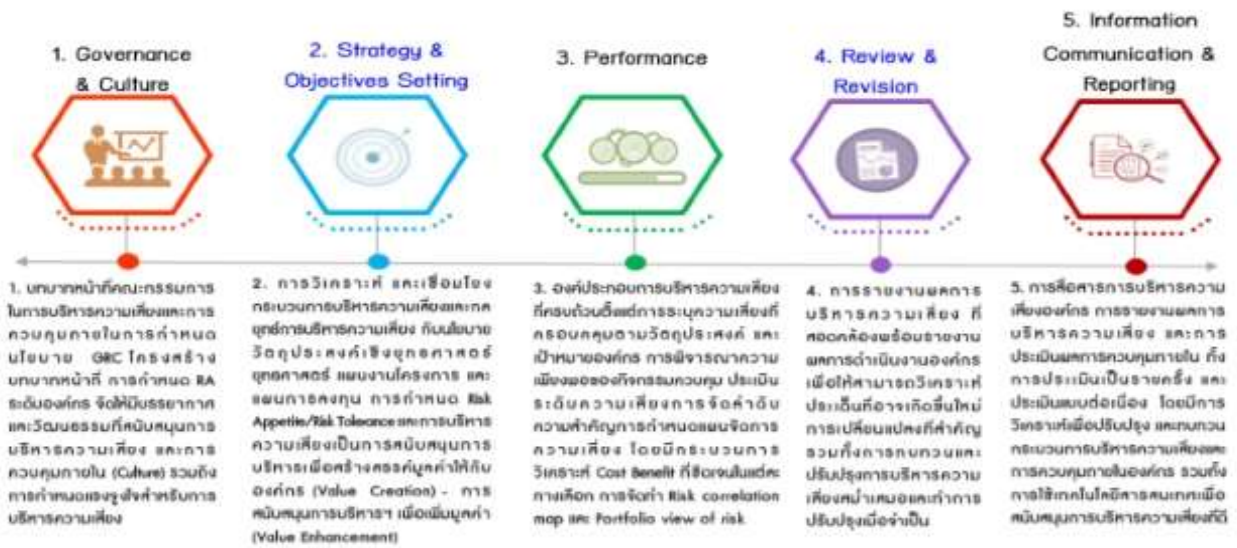 1. Governance
& Culture
2. Strategy &
Objectives Setting
3. Performance
4. Review &
Revision
5. Information
Communication &
Reporting
1. บทบาทหน้าที่คณะกรรมการ
ในการบริหารความเสี่ยงและการ
ควบคุมภายในการกำหนด
นโยบาย GRC โครงสร้าง
บทบาทหน้าที่ การกำหนด RA
ระดับองค์กร จัดให้มีบรรยากาศ
และวัฒนธรรมที่สนับสนุนการ
บริหารความเสี่ยง และการ
ควบคุมภายใน (Culture) รวมถึง
การกำหนดแรงจูงใจสำหรับการ
บริหารความเสี่ยง
2. การวิเคราะห์ และเชื่อมโยง
กระบวนการบริหารความเสี่ยงและกล
ยุทธ์การบริหารความเสี่ยง กับนโยบาย
วัตถุประสงค์เชิงยุทธศาสตร์
ยุทธศาสตร์ แผนงานโครงการ และ
แผนการลงทุน การกำหนด Risk
Appetite/Risk Toleance และการบริหาร
ความเสี่ยงเป็นการสนับสนุนการ
บริหารเพื่อสร้างสรรค์มูลค่าให้กับ
องค์กร (Value Creation) - การ
สนับสนุนการบริหารฯ เพื่อเพิ่มมูลค่า
(Value Enhancement)
3. องค์ประกอบการบริหารความเสี่ยง
ที่ครบถ้วนตั้งแต่การระบุความเสี่ยงที่
ครอบคลุมตามวัตถุประสงค์ และ
เป้าหมายองค์กร การพิจารณาความ
เพียงพอของกิจกรรมควบคุม ประเมิน
ระดับความเสี่ยงการจัดลำดับ
ความสำคัญการกำหนดแผนจัดการ
ความเสี่ยง โดยมีกระบวนการ
วิเคราะห์ Cost Benefit ที่ชัดเจนในแต่ละ
ทางเลือก การจัดทำ Risk correlation
map และ Portfolio view of risk
4. การรายงานผลการ
บริหารความเสี่ยง ที่
สอดคล้องพร้อมรายงาน
ผลการดำเนินงานองค์กร
เพื่อให้สามารถวิเคราะห์
ประเด็นที่อาจเกิดขึ้นใหม่
การเปลี่ยนแปลงที่สำคัญ
รวมทั้งการทบทวนและ
ปรับปรุงการบริหารความ
เสี่ยงสม่ำเสมอและทำการ
ปรับปรุงเมื่อจำเป็น
5. การสื่อสารการบริหารความ
เสี่ยงองค์กร การรายงานผลการ
บริหารความเสี่ยง และการ
ประเมินผลการควบคุมภายใน ทั้ง
การประเมินเป็นรายครั้ง และ
ประเมินแบบต่อเนื่อง โดยมีการ
วิเคราะห์เพื่อปรับปรุง และทบทวน
กระบวนการบริหารความเสี่ยงและ
การควบคุมภายในองค์กร รวมทั้ง
การใช้เทคโนโลยีสารสนเทศเพื่อ
สนับสนุนการบริหารความเสี่ยงที่ดี